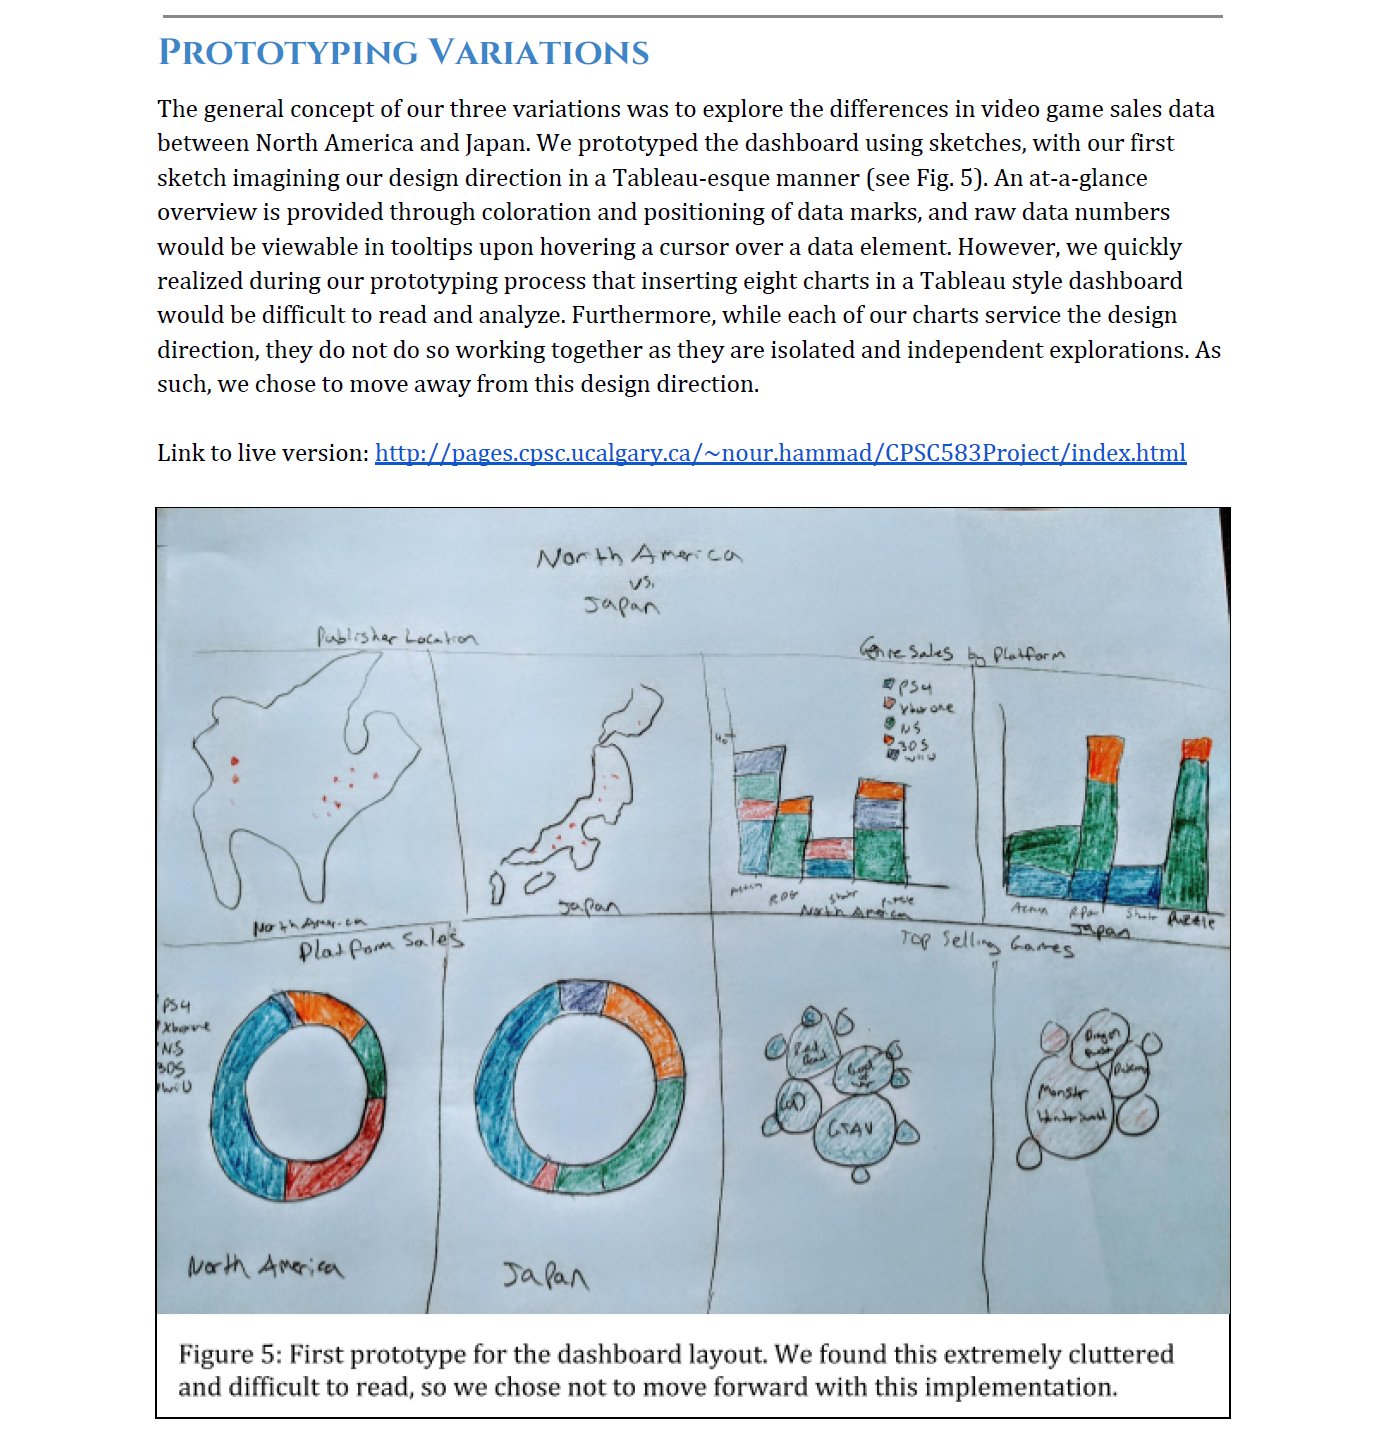 PROTOTYPING VARIATIONS
The general concept of our three variations was to explore the differences in video game sales data
between North America and Japan. We prototyped the dashboard using sketches, with our first
sketch imagining our design direction in a Tableau-esque manner (see Fig. 5). An at-a-glance
overview is provided through coloration and positioning of data marks, and raw data numbers
would be viewable in tooltips upon hovering a cursor over a data element. However, we quickly
realized during our prototyping process that inserting eight charts in a Tableau style dashboard
would be difficult to read and analyze. Furthermore, while each of our charts service the design
direction, they do not do so working together as they are isolated and independent explorations. As
such, we chose to move away from this design direction.
Link to live version: http://pages.cpsc.ucalgary.ca/~nour.hammad/CPSC583Project/index.html
North America
vs.
Japan
Publisher Location
North America
Japan
Genre Sales by Platform
PS4
Xbox one
NS
3DS
WiiU
Action
RPG
North America
Action
RPG
Puzzle
Japan
Platform Sales
PS4
Xbone
NS
3DS
WiiU
North America
Japan
Top Selling Games
Red
Dead
God
of
War
COD
GTAV
Dragon
Quest
Monster
Figure 5: First prototype for the dashboard layout. We found this extremely cluttered
and difficult to read, so we chose not to move forward with this implementation.